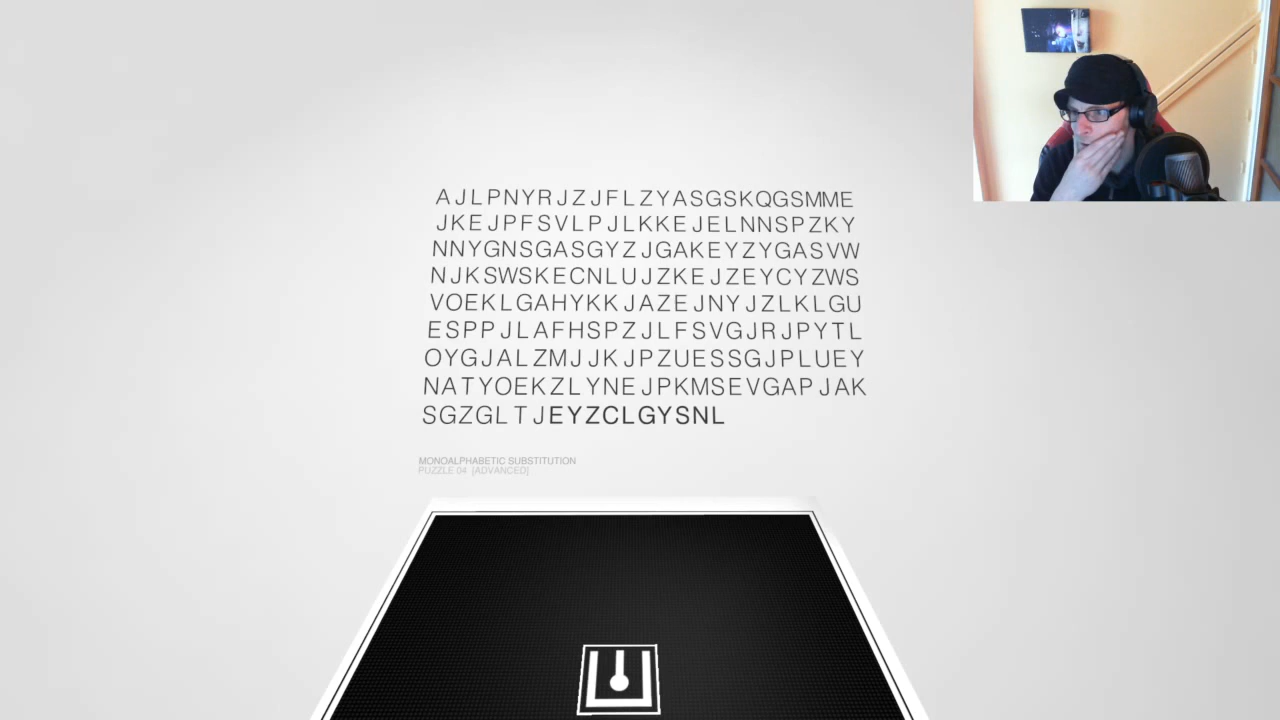 AJLPNYRJZJFLZYASGSKQGSMME
JKEJPFSVLPJLKKEJELNNSPZKY
NNYGNSGASGYZJGAKEYZYGASVW
NJKSWSKECNLUJZKEJZEYCYZWS
VOEKLGAHYKKJAZEJNYJZLKLGU
ESPPJLAFHSPZJLFSVGJRJPYTL
OYGJALZMJJKJPZUESSGJPLUEY
NATYOEKZLYNEJPKMSEVGAPJAK
SGZGLTJEYZCLGYSNL
MONOALPHABETIC SUBSTITUTION
PUZZLE 04 [ADVANCED]